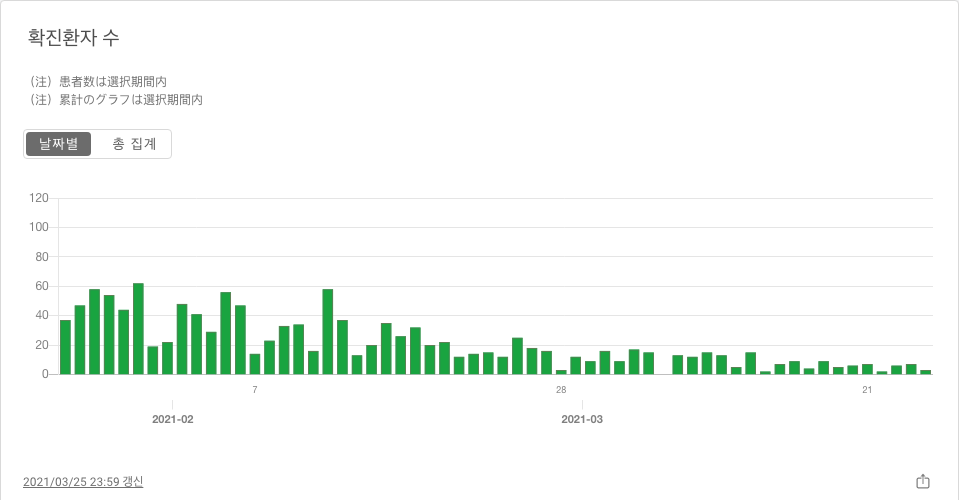 확진환자 수
（注）患者数は選択期間内
（注）累計のグラフは選択期間内
날짜별 총 집계
120
100
80
60
40
20
0
7 28 21
2021-02 2021-03
2021/03/25 23:59 갱신